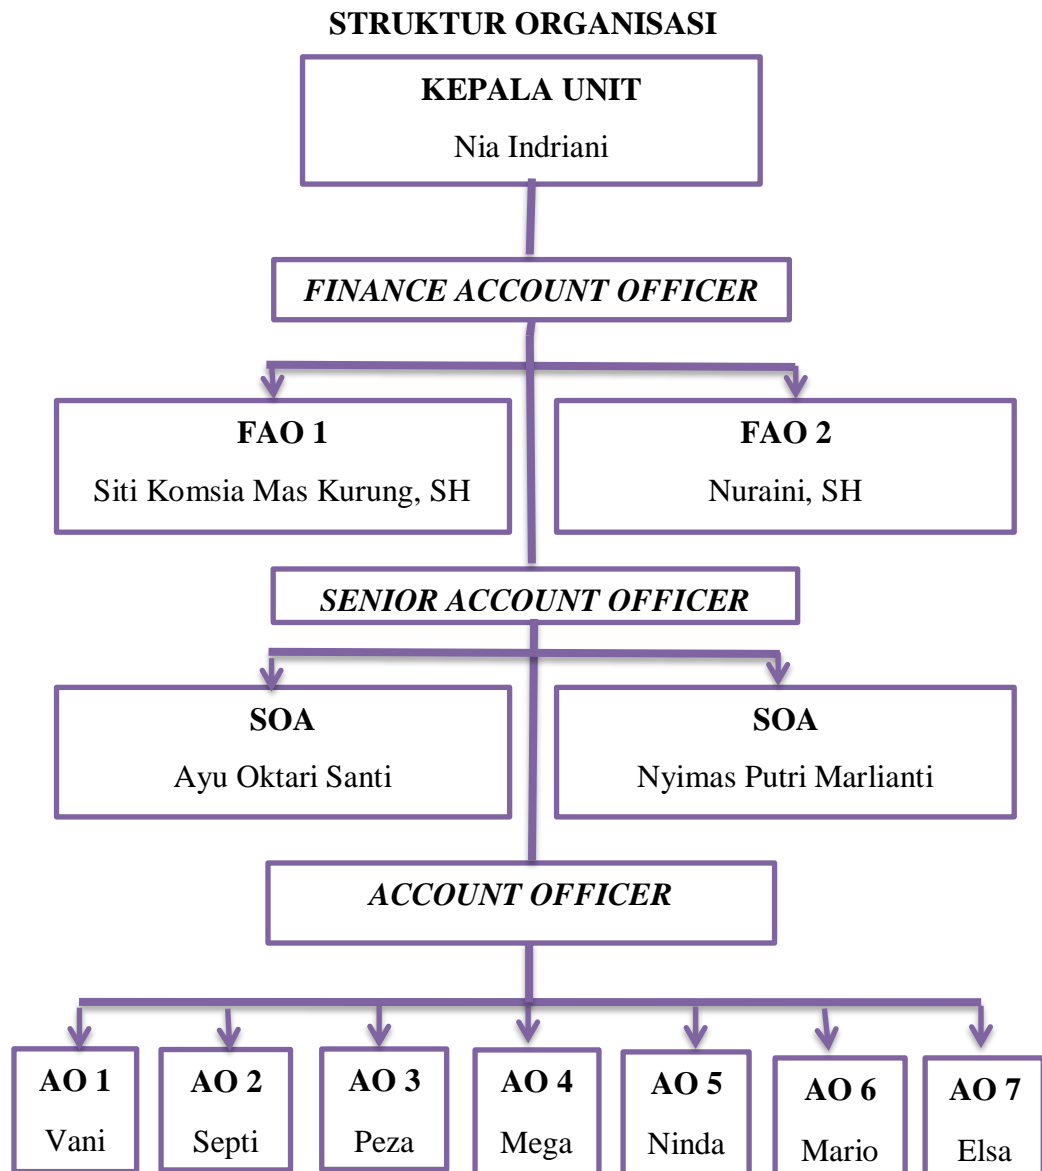 STRUKTUR ORGANISASI
KEPALA UNIT
Nia Indriani
FINANCE ACCOUNT OFFICER
FAO 1
Siti Komsia Mas Kurung, SH
FAO 2
Nuraini, SH
SENIOR ACCOUNT OFFICER
SOA
Ayu Oktari Santi
SOA
Nyimas Putri Marlianti
ACCOUNT OFFICER
AO 1
Vani
AO 2
Septi
AO 3
Peza
AO 4
Mega
AO 5
Ninda
AO 6
Mario
AO 7
Elsa